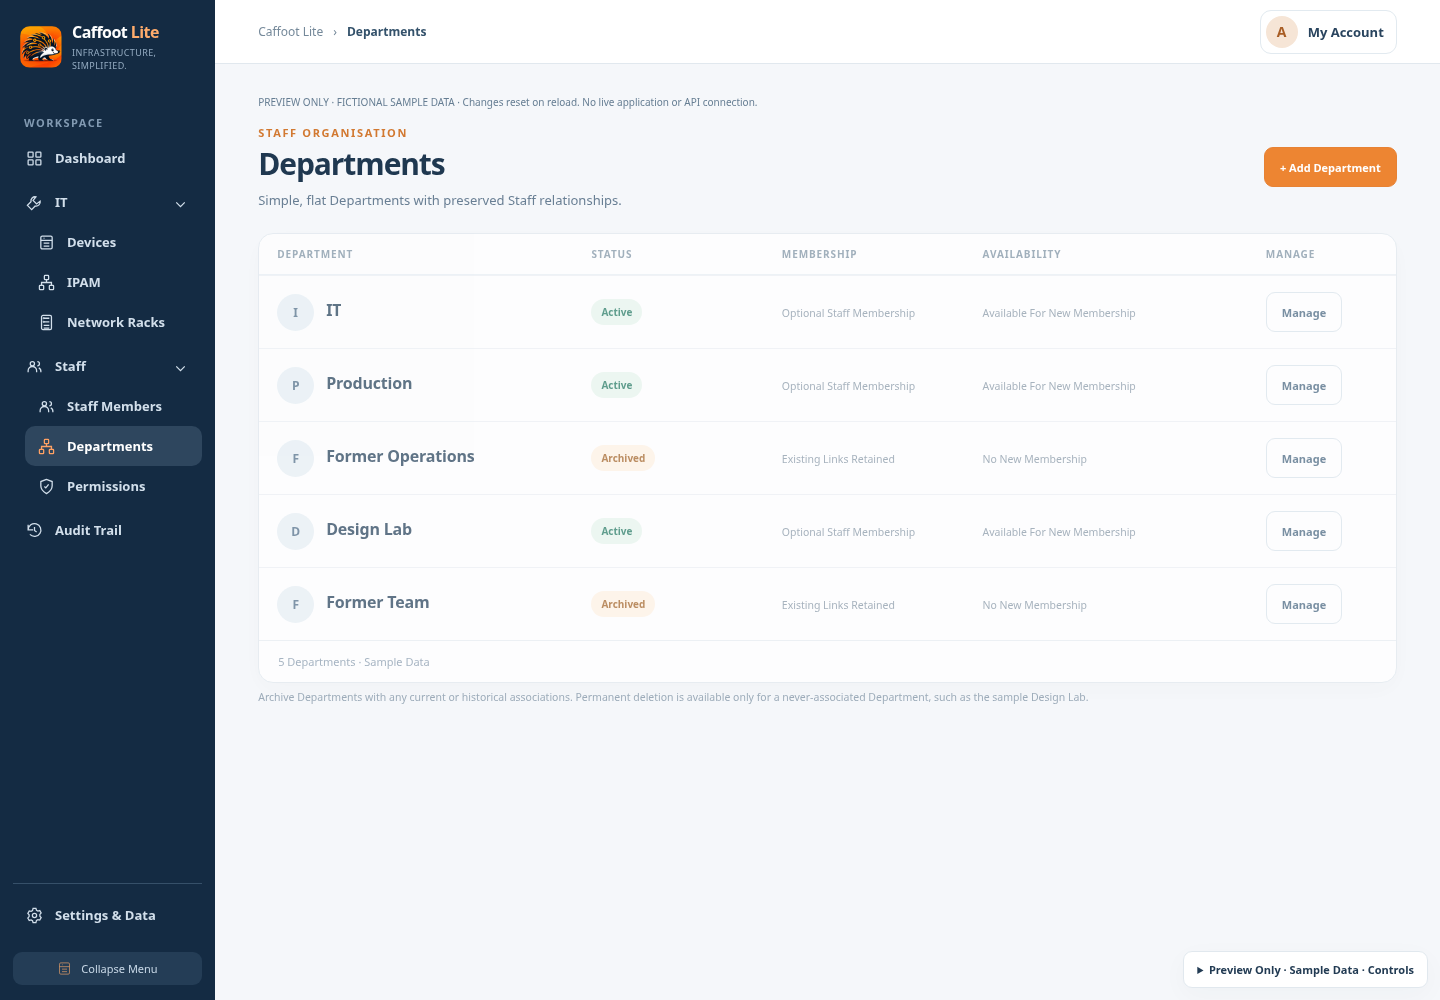 Caffoot Lite
INFRASTRUCTURE,
SIMPLIFIED.
WORKSPACE
Dashboard
IT
Devices
IPAM
Network Racks
Staff
Staff Members
Departments
Permissions
Audit Trail
Settings & Data
Collapse Menu
Caffoot Lite › Departments
A My Account
PREVIEW ONLY · FICTIONAL SAMPLE DATA · Changes reset on reload. No live application or API connection.
STAFF ORGANISATION
Departments
+ Add Department
Simple, flat Departments with preserved Staff relationships.
DEPARTMENT STATUS MEMBERSHIP AVAILABILITY MANAGE
I IT Active Optional Staff Membership Available For New Membership Manage
P Production Active Optional Staff Membership Available For New Membership Manage
F Former Operations Archived Existing Links Retained No New Membership Manage
D Design Lab Active Optional Staff Membership Available For New Membership Manage
F Former Team Archived Existing Links Retained No New Membership Manage
5 Departments · Sample Data
Archive Departments with any current or historical associations. Permanent deletion is available only for a never-associated Department, such as the sample Design Lab.
▶ Preview Only · Sample Data · Controls